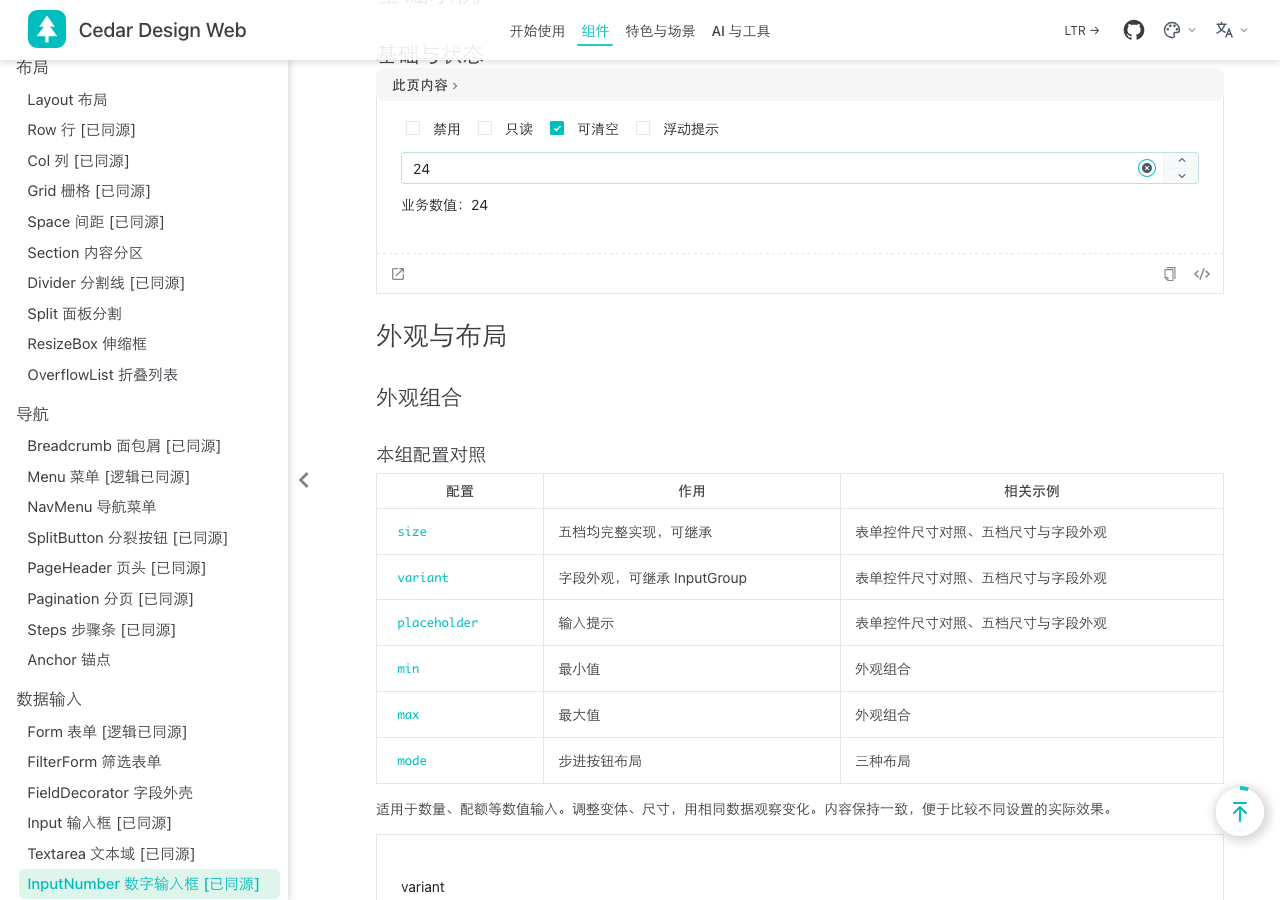 Cedar Design Web
开始使用
组件
特色与场景
AI 与工具
LTR
布局
Layout 布局
Row 行 [已同源]
Col 列 [已同源]
Grid 栅格 [已同源]
Space 间距 [已同源]
Section 内容分区
Divider 分割线 [已同源]
Split 面板分割
ResizeBox 伸缩框
OverflowList 折叠列表
导航
Breadcrumb 面包屑 [已同源]
Menu 菜单 [逻辑已同源]
NavMenu 导航菜单
SplitButton 分裂按钮 [已同源]
PageHeader 页头 [已同源]
Pagination 分页 [已同源]
Steps 步骤条 [已同源]
Anchor 锚点
数据输入
Form 表单 [逻辑已同源]
FilterForm 筛选表单
FieldDecorator 字段外壳
Input 输入框 [已同源]
Textarea 文本域 [已同源]
InputNumber 数字输入框 [已同源]
基础示例
基础与状态
此页内容
禁用 只读 可清空 浮动提示
24
业务数值：24
外观与布局
外观组合
本组配置对照
配置 作用 相关示例
size 五档均完整实现，可继承 表单控件尺寸对照、五档尺寸与字段外观
variant 字段外观，可继承 InputGroup 表单控件尺寸对照、五档尺寸与字段外观
placeholder 输入提示 表单控件尺寸对照、五档尺寸与字段外观
min 最小值 外观组合
max 最大值 外观组合
mode 步进按钮布局 三种布局
适用于数量、配额等数值输入。调整变体、尺寸，用相同数据观察变化。内容保持一致，便于比较不同设置的实际效果。
variant